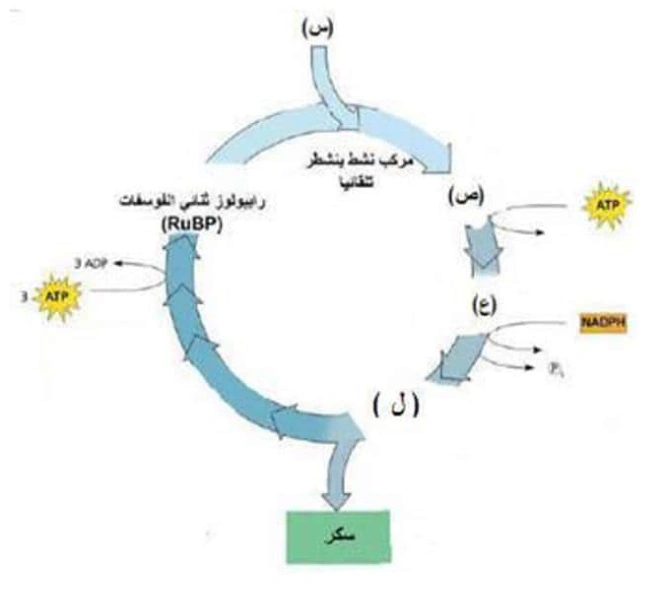 (س)
مركب نشط ينشطر
تلقائيا
(ص)
ATP
رايبولوز ثنائي الفوسفات
(RuBP)
3 ADP
3 ATP
(ع)
NADPH
Pi
(ل)
سكر